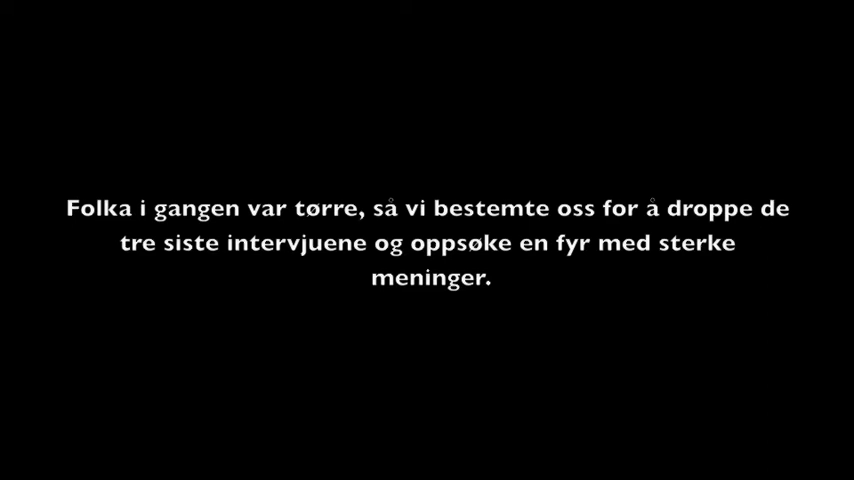 Folka i gangen var tørre, så vi bestemte oss for å droppe de
tre siste intervjuene og oppsøke en fyr med sterke
meninger.